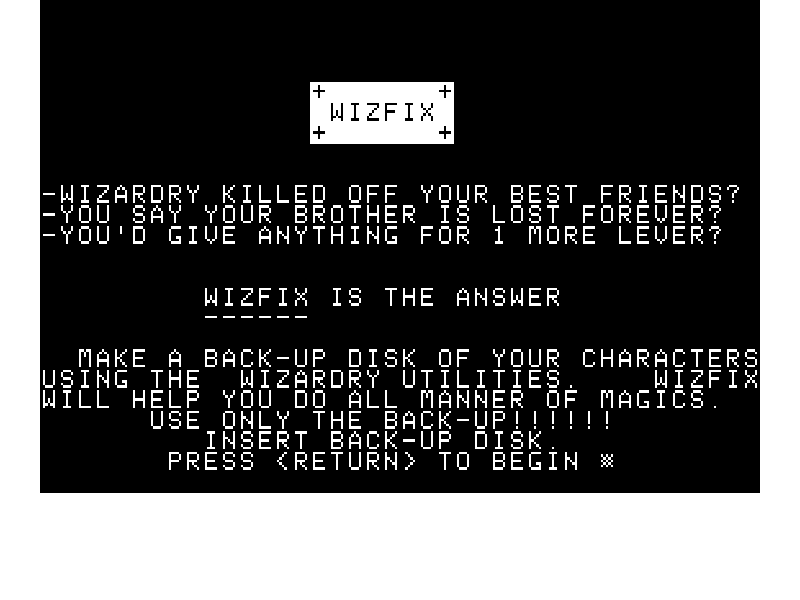 + +
WIZFIX
+ +
-WIZARDRY KILLED OFF YOUR BEST FRIENDS?
-YOU SAY YOUR BROTHER IS LOST FOREVER?
-YOU'D GIVE ANYTHING FOR 1 MORE LEVER?
WIZFIX IS THE ANSWER
------
MAKE A BACK-UP DISK OF YOUR CHARACTERS
USING THE  WIZARDRY UTILITIES.    WIZFIX
WILL HELP YOU DO ALL MANNER OF MAGICS.
USE ONLY THE BACK-UP!!!!!!
INSERT BACK-UP DISK.
PRESS <RETURN> TO BEGIN